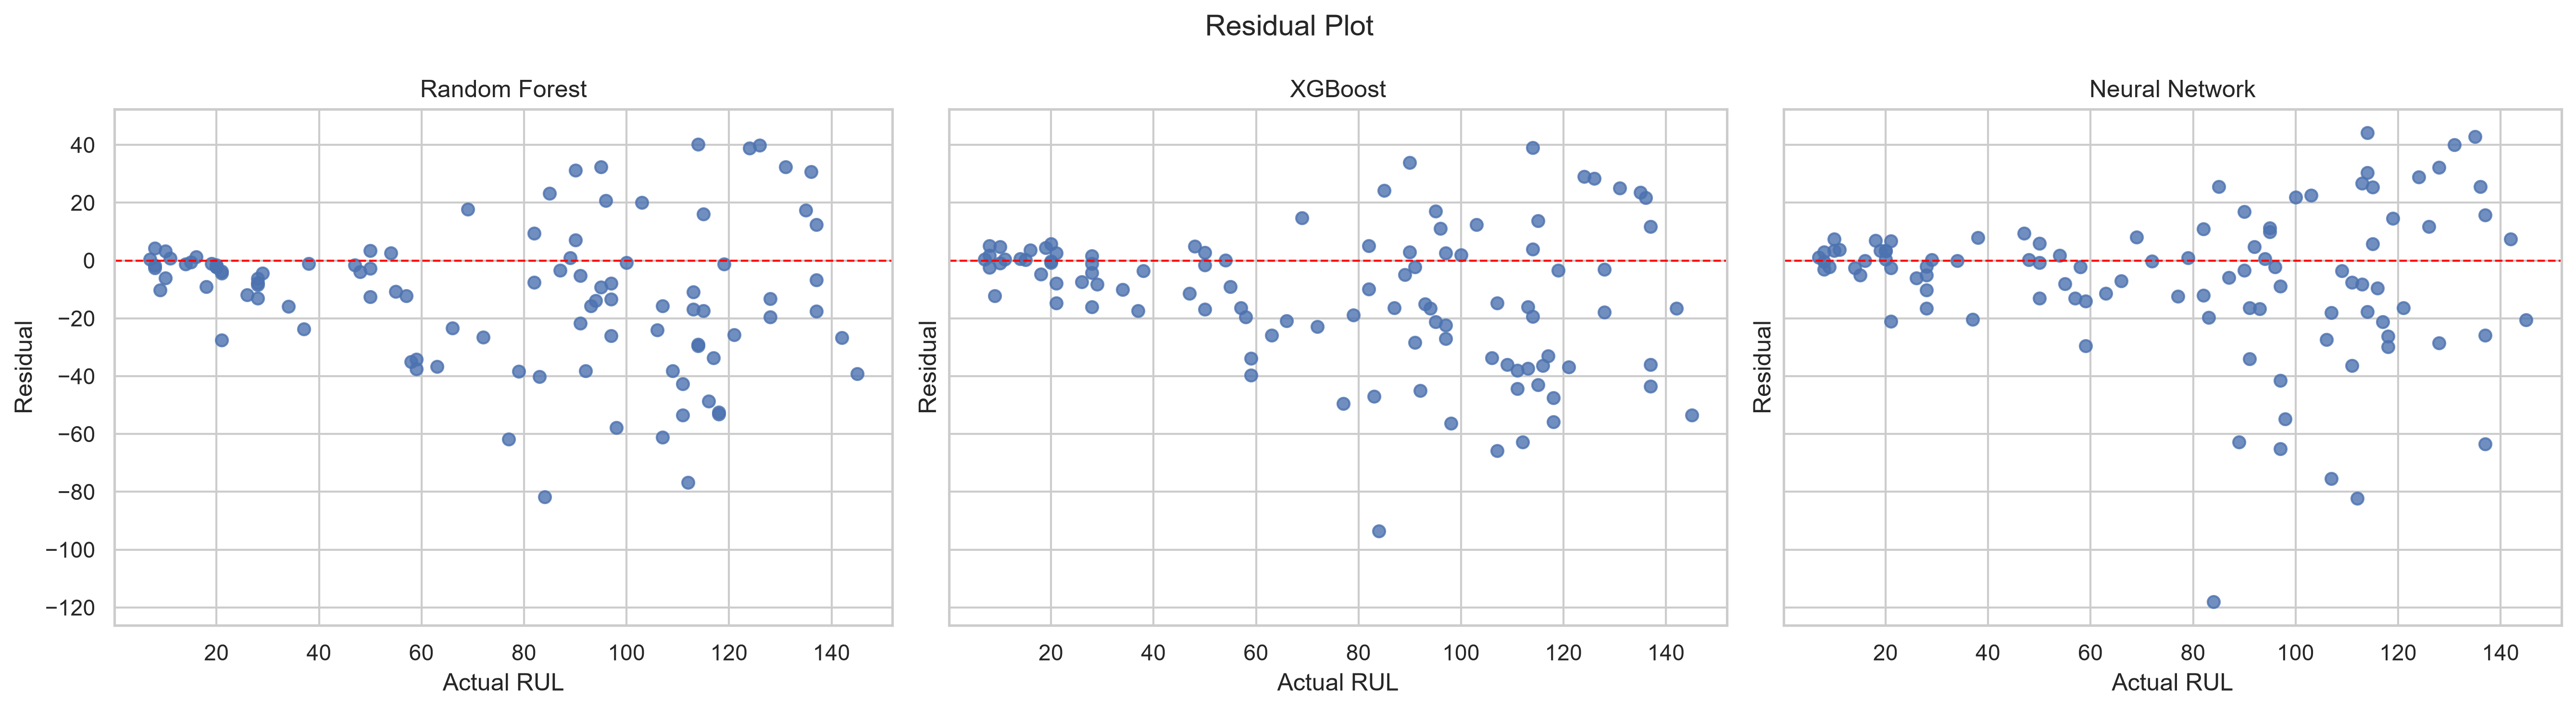 Residual Plot
Random Forest
XGBoost
Neural Network
40
20
0
−20
−40
−60
−80
−100
−120
Residual
Residual
Residual
20 40 60 80 100 120 140
20 40 60 80 100 120 140
20 40 60 80 100 120 140
Actual RUL
Actual RUL
Actual RUL